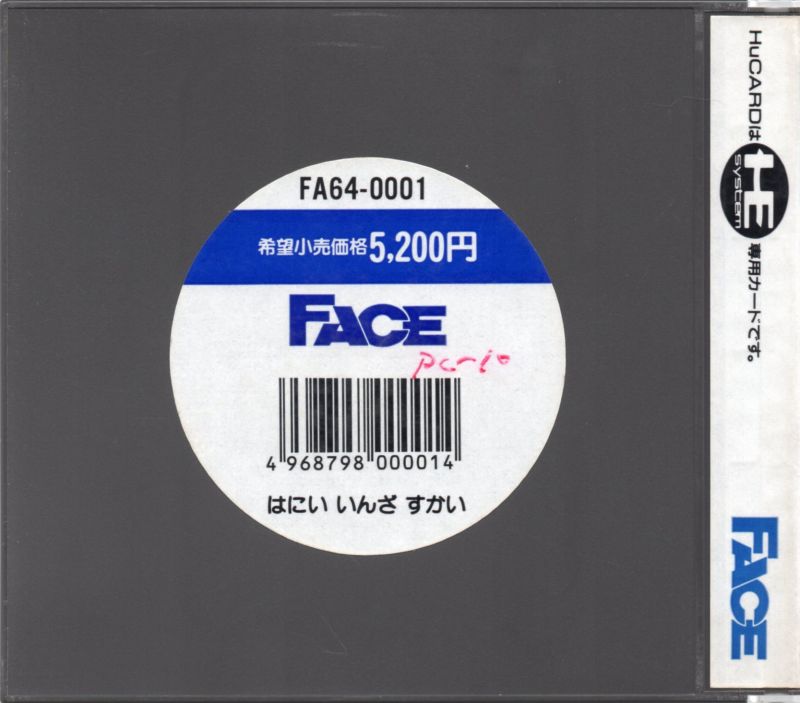 FA64-0001
希望小売価格5,200円
FACE
pc-10
4 968798 000014
はにい いんざ すかい
HuCARDは HE system 専用カードです。
FACE